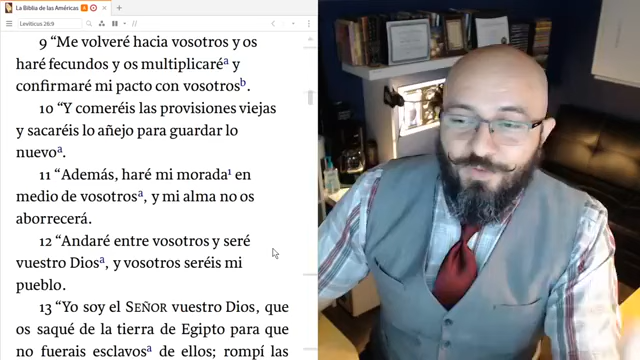 La Biblia de las Américas
Levíticus 26:9
9 “Me volveré hacia vosotros y os
haré fecundos y os multiplicaréᵃ y
confirmaré mi pacto con vosotrosᵇ.
10 “Y comeréis las provisiones viejas
y sacaréis lo añejo para guardar lo
nuevoᵃ.
11 “Además, haré mi morada¹ en
medio de vosotrosᵃ, y mi alma no os
aborrecerá.
12 “Andaré entre vosotros y seré
vuestro Diosᵃ, y vosotros seréis mi
pueblo.
13 “Yo soy el SEÑOR vuestro Dios, que
os saqué de la tierra de Egipto para que
no fuerais esclavosᵃ de ellos; rompí las